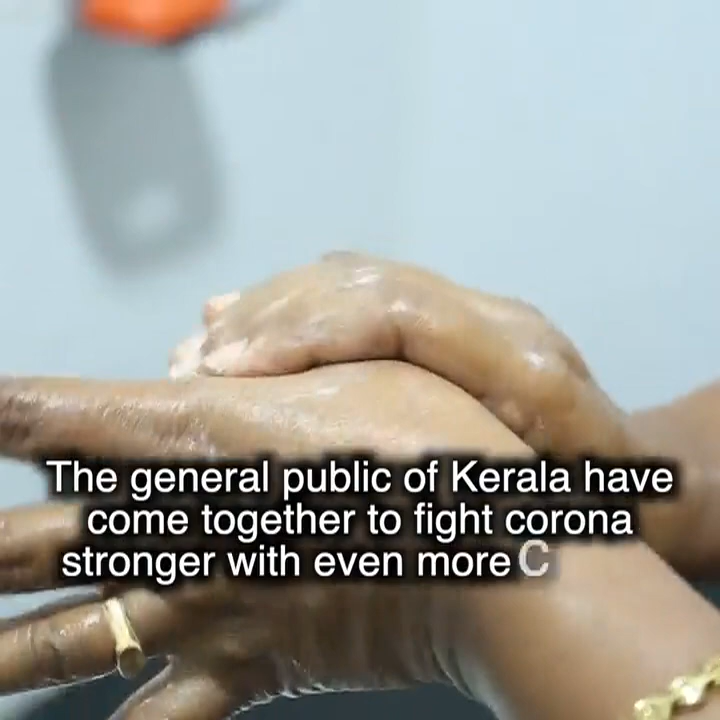 The general public of Kerala have
come together to fight corona
stronger with even more C